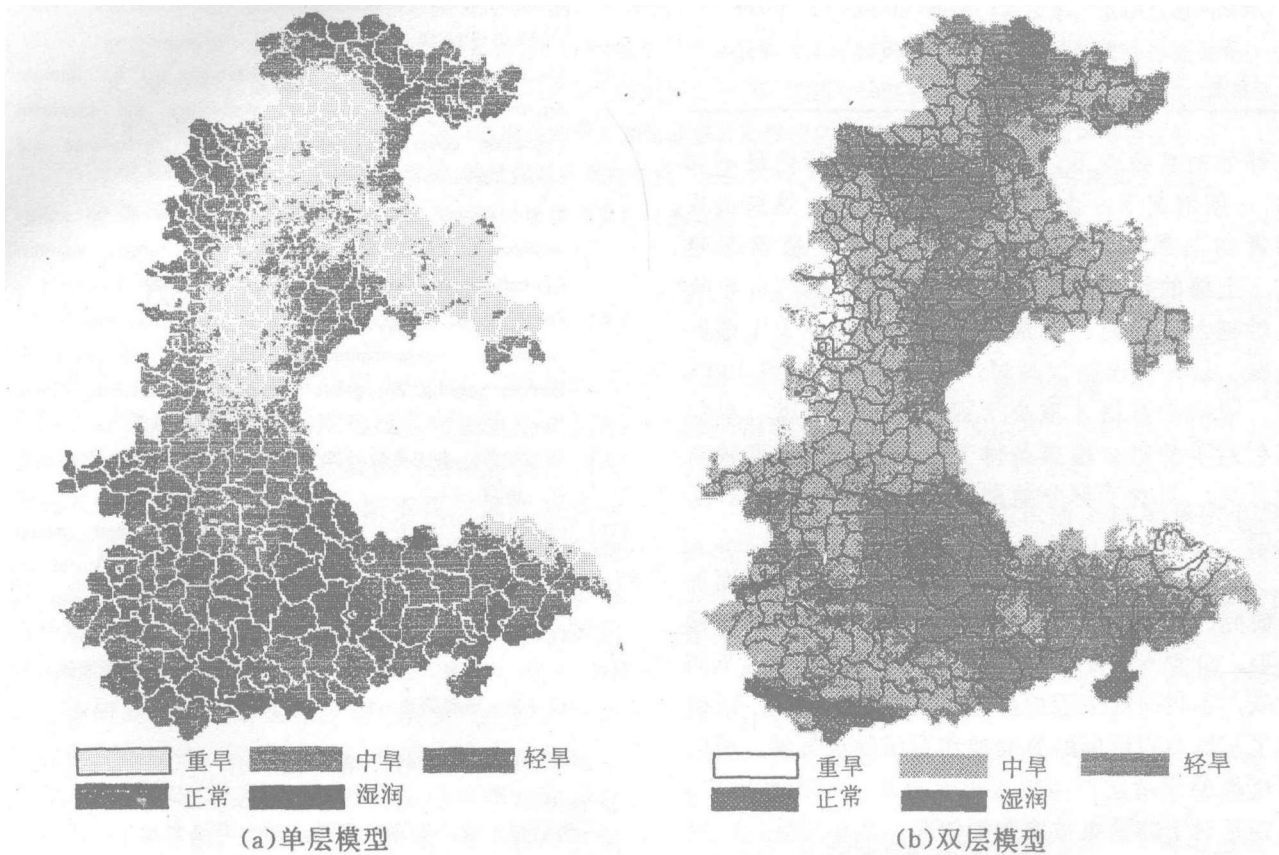 重旱 中旱 轻旱
正常 湿润
(a)单层模型
重旱 中旱 轻旱
正常 湿润
(b)双层模型